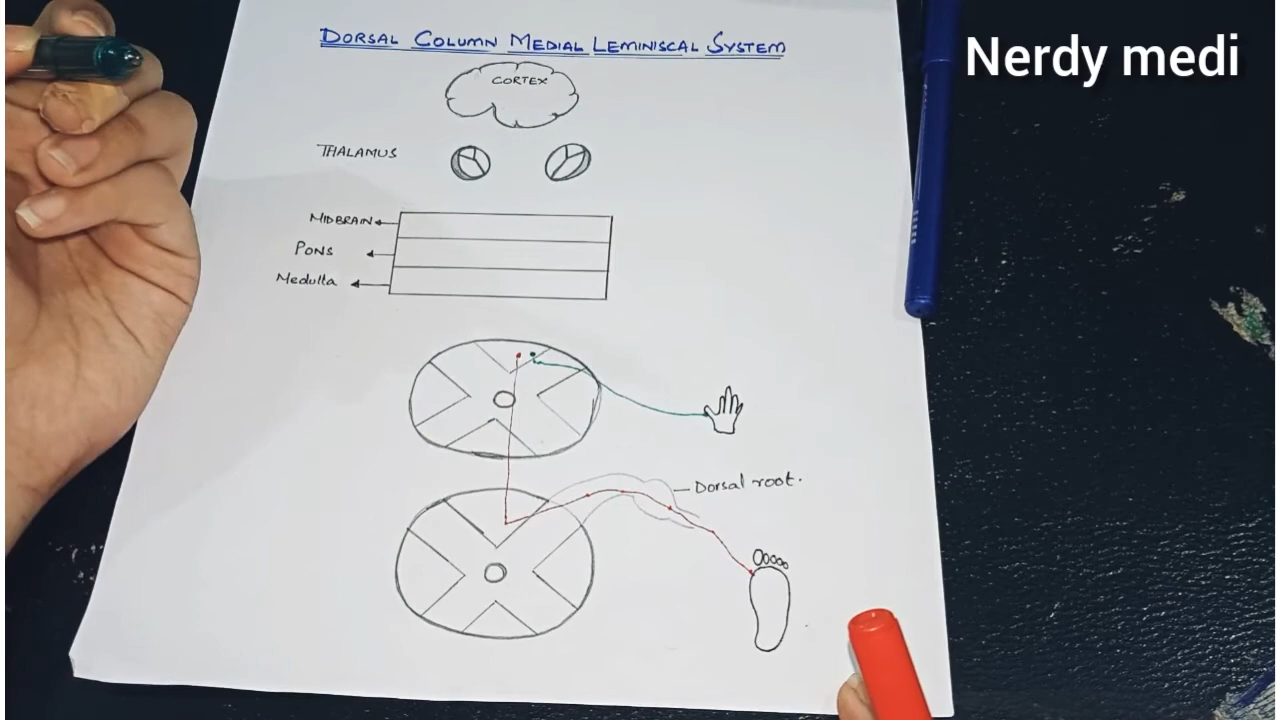 Nerdy medi
DORSAL COLUMN MEDIAL LEMINISCAL SYSTEM
CORTEX
THALAMUS
MIDBRAIN
PONS
Medulla
Dorsal root.